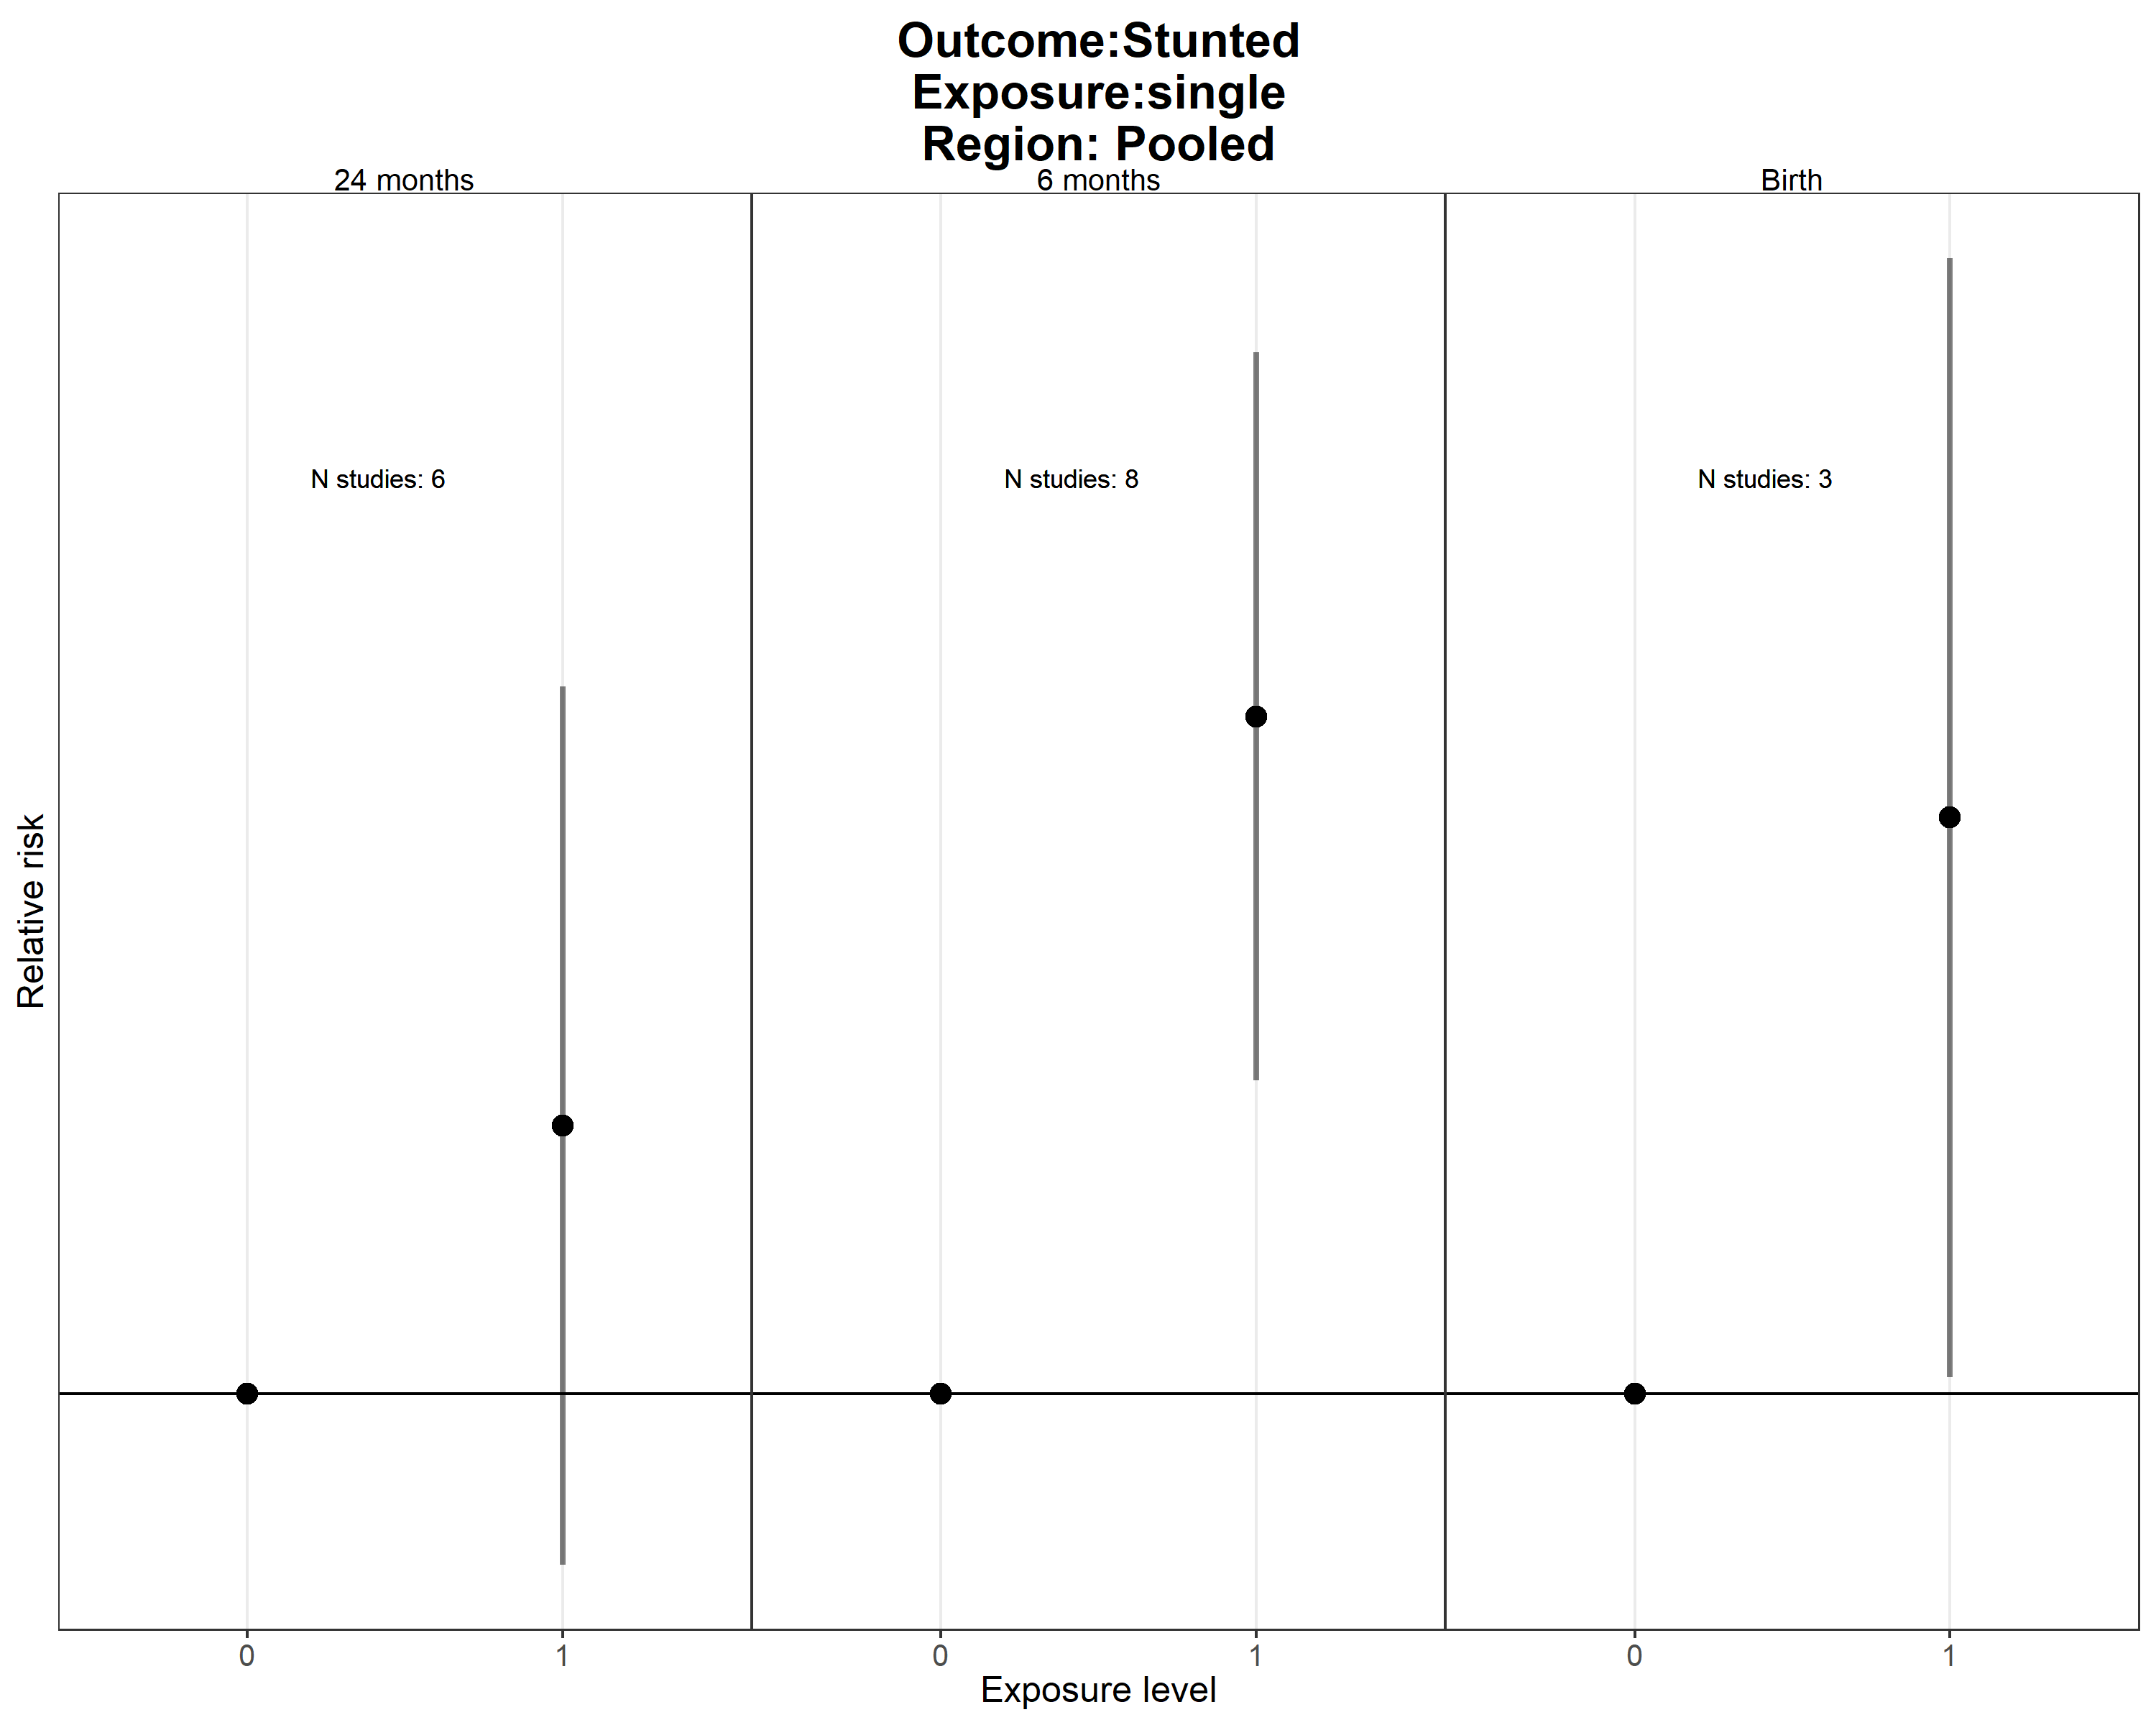 Outcome:Stunted
Exposure:single
Region: Pooled
24 months
6 months
Birth
N studies: 6
N studies: 8
N studies: 3
Relative risk
0
1
0
1
0
1
Exposure level